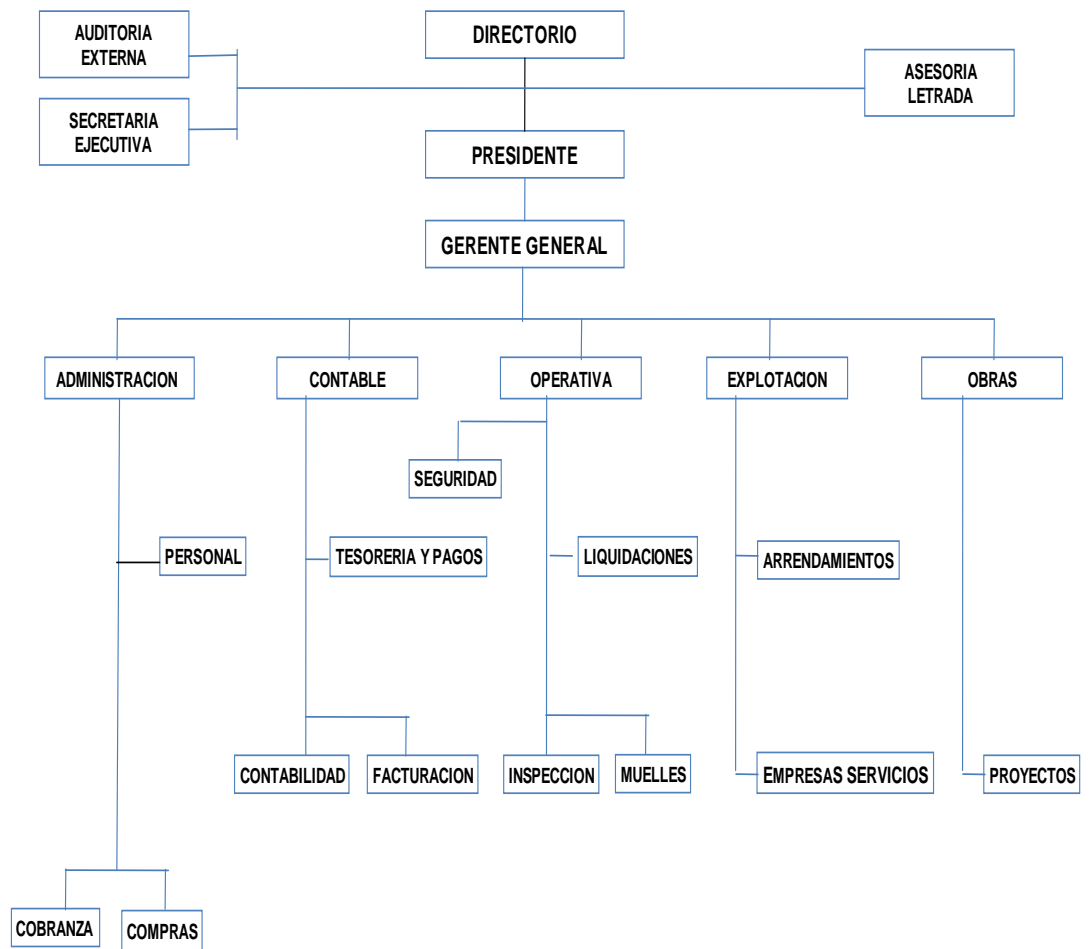 AUDITORIA
EXTERNA
DIRECTORIO
ASESORIA
LETRADA
SECRETARIA
EJECUTIVA
PRESIDENTE
GERENTE GENERAL
ADMINISTRACION
CONTABLE
OPERATIVA
EXPLOTACION
OBRAS
SEGURIDAD
PERSONAL
TESORERIA Y PAGOS
LIQUIDACIONES
ARRENDAMIENTOS
CONTABILIDAD
FACTURACION
INSPECCION
MUELLES
EMPRESAS SERVICIOS
PROYECTOS
COBRANZA
COMPRAS